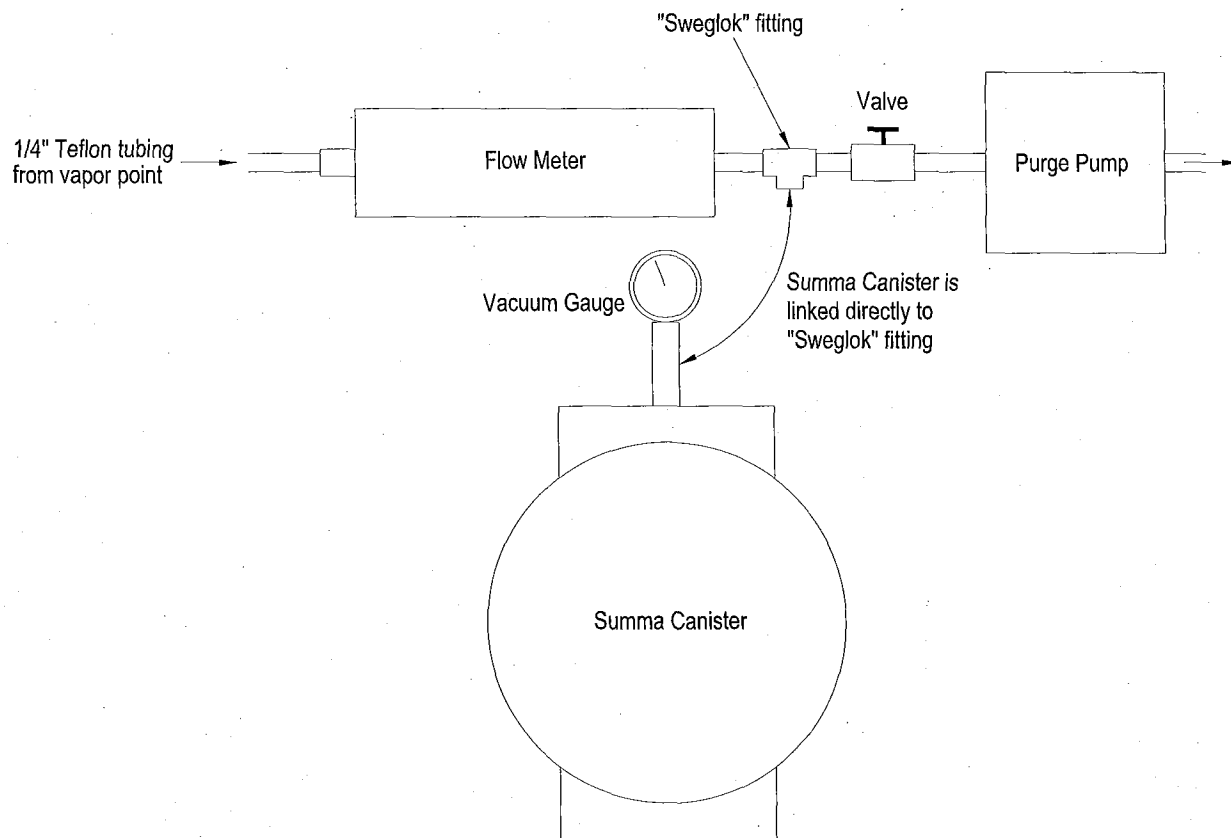 "Sweglok" fitting
Valve
1/4" Teflon tubing
from vapor point
Flow Meter
Purge Pump
Vacuum Gauge
Summa Canister is
linked directly to
"Sweglok" fitting
Summa Canister